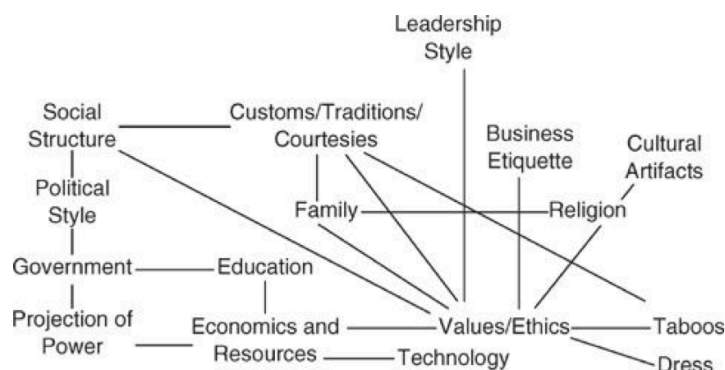 Leadership
Style
Social
Structure
Customs/Traditions/
Courtesies
Business
Etiquette
Cultural
Artifacts
Political
Style
Family
Religion
Government
Education
Projection of
Power
Economics and
Resources
Values/Ethics
Taboos
Technology
Dress